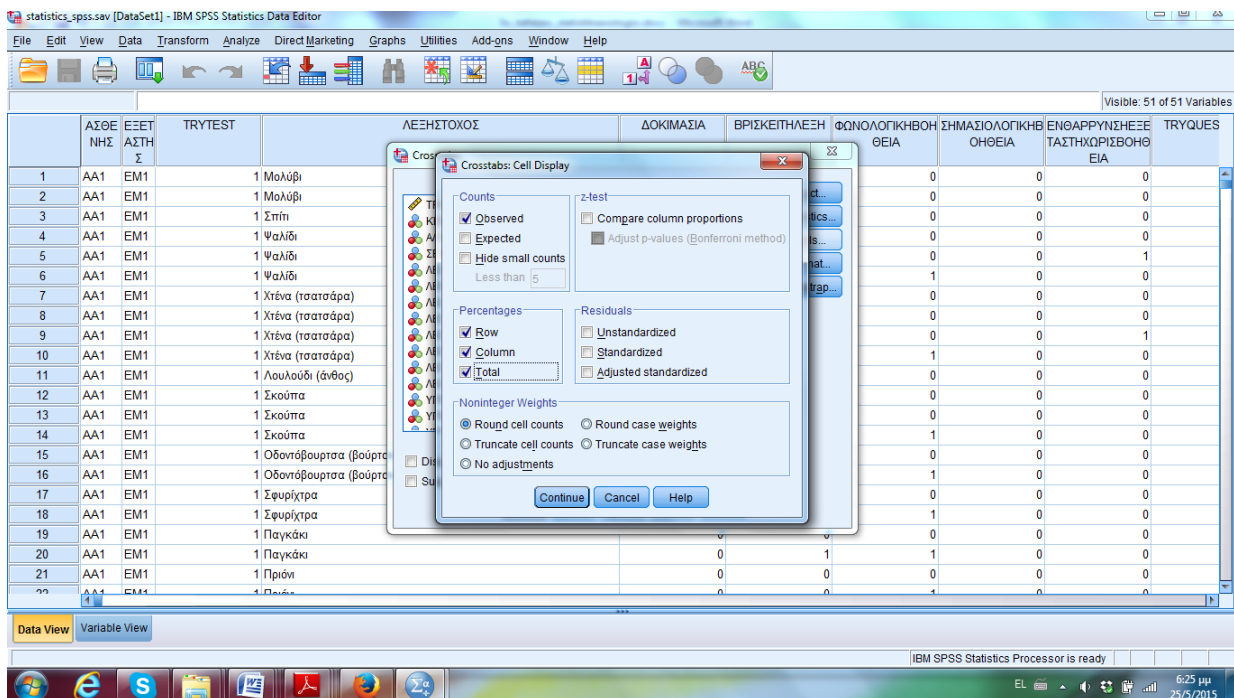 statistics_spss.sav [DataSet1] - IBM SPSS Statistics Data Editor
File Edit View Data Transform Analyze Direct Marketing Graphs Utilities Add-ons Window Help
Visible: 51 of 51 Variables
ΑΣΘΕΝΗΣ ΕΞΕΤΑΣΤΗΣ TRYTEST ΛΕΞΗΣΤΟΧΟΣ ΔΟΚΙΜΑΣΙΑ ΒΡΙΣΚΕΙΤΗΛΕΞΗ ΦΩΝΟΛΟΓΙΚΗΒΟΗΘΕΙΑ ΣΗΜΑΣΙΟΛΟΓΙΚΗΒΟΗΘΕΙΑ ΕΝΘΑΡΡΥΝΣΗΕΞΕΤΑΣΤΗΧΩΡΙΣΒΟΗΘΕΙΑ TRYQUES
1 AA1 EM1 1 Μολύβι 0 0 0
2 AA1 EM1 1 Μολύβι 0 0 0
3 AA1 EM1 1 Σπίτι 0 0 0
4 AA1 EM1 1 Ψαλίδι 0 0 0
5 AA1 EM1 1 Ψαλίδι 0 0 1
6 AA1 EM1 1 Ψαλίδι 1 0 0
7 AA1 EM1 1 Χτένα (τσατσάρα) 0 0 0
8 AA1 EM1 1 Χτένα (τσατσάρα) 0 0 0
9 AA1 EM1 1 Χτένα (τσατσάρα) 0 0 1
10 AA1 EM1 1 Χτένα (τσατσάρα) 1 0 0
11 AA1 EM1 1 Λουλούδι (άνθος) 0 0 0
12 AA1 EM1 1 Σκούπα 0 0 0
13 AA1 EM1 1 Σκούπα 0 0 0
14 AA1 EM1 1 Σκούπα 1 0 0
15 AA1 EM1 1 Οδοντόβουρτσα (βούρτσ 0 0 0
16 AA1 EM1 1 Οδοντόβουρτσα (βούρτσ 1 0 0
17 AA1 EM1 1 Σφυρίχτρα 0 0 0
18 AA1 EM1 1 Σφυρίχτρα 1 0 0
19 AA1 EM1 1 Παγκάκι 0 0 0 0 0
20 AA1 EM1 1 Παγκάκι 0 1 1 0 0
21 AA1 EM1 1 Πριόνι 0 0 0 0 0
Cros
Crosstabs: Cell Display
Counts
Observed
Expected
Hide small counts
Less than 5
z-test
Compare column proportions
Adjust p-values (Bonferroni method)
Percentages
Row
Column
Total
Residuals
Unstandardized
Standardized
Adjusted standardized
Noninteger Weights
Round cell counts Round case weights
Truncate cell counts Truncate case weights
No adjustments
Continue Cancel Help
Data View Variable View
IBM SPSS Statistics Processor is ready
EL
6:25 μμ
25/5/2015